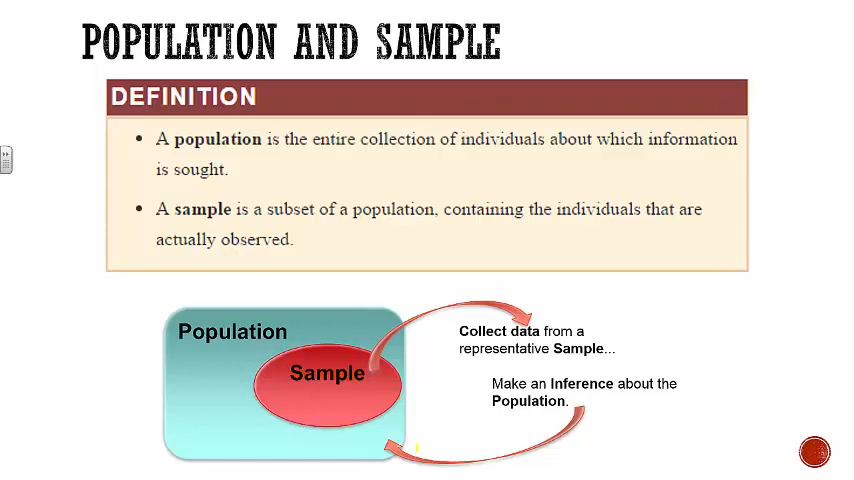 POPULATION AND SAMPLE
DEFINITION
• A population is the entire collection of individuals about which information
is sought.
• A sample is a subset of a population, containing the individuals that are
actually observed.
Population
Sample
Collect data from a
representative Sample...
Make an Inference about the
Population.